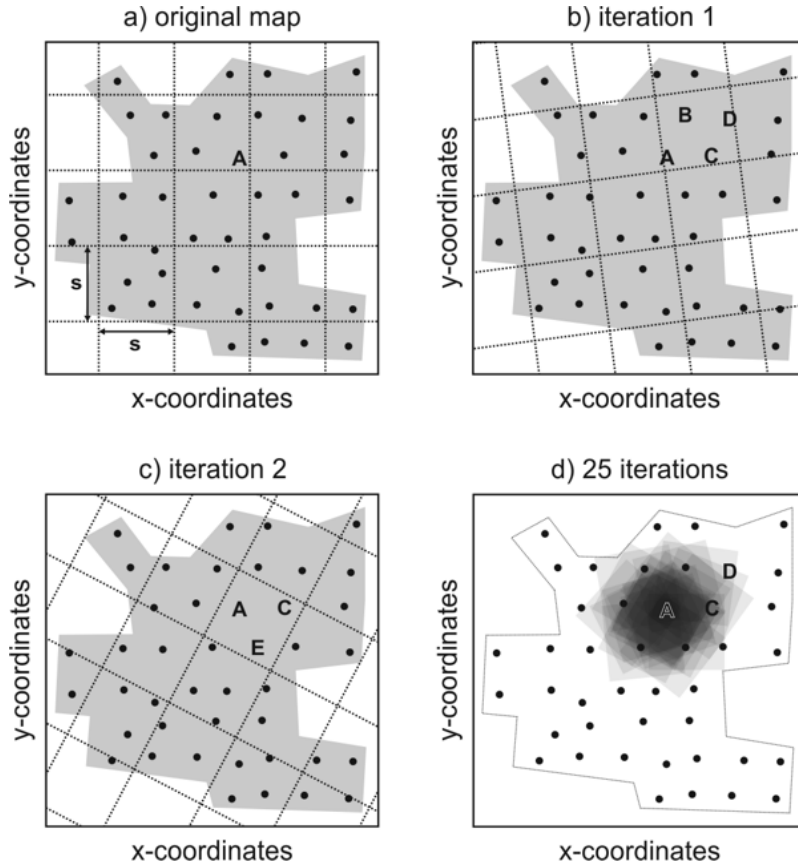 a) original map
b) iteration 1
A
B
D
A
C
s
s
y-coordinates
y-coordinates
x-coordinates
x-coordinates
c) iteration 2
d) 25 iterations
A
C
E
D
A
C
y-coordinates
y-coordinates
x-coordinates
x-coordinates